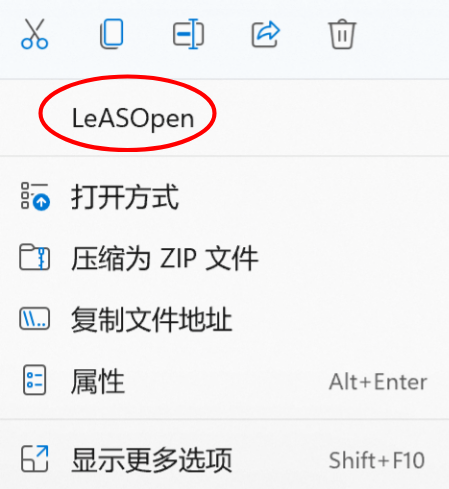 LeASOpen
打开方式
压缩为 ZIP 文件
复制文件地址
属性 Alt+Enter
显示更多选项 Shift+F10